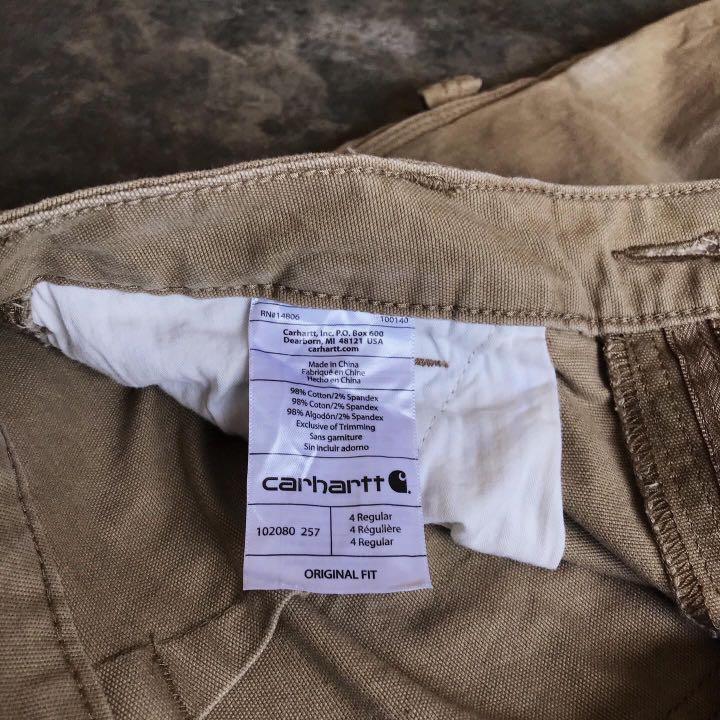 RN#14806 100140
Carhartt, Inc. P.O. Box 600
Dearborn, MI 48121 USA
carhartt.com
Made in China
Fabriqué en Chine
Hecho en China
98% Cotton/2% Spandex
98% Coton/2% Spandex
98% Algodón/2% Spandex
Exclusive of Trimming
Sans garniture
Sin incluir adorno
carhartt
102080 257
4 Regular
4 Régulière
4 Regular
ORIGINAL FIT